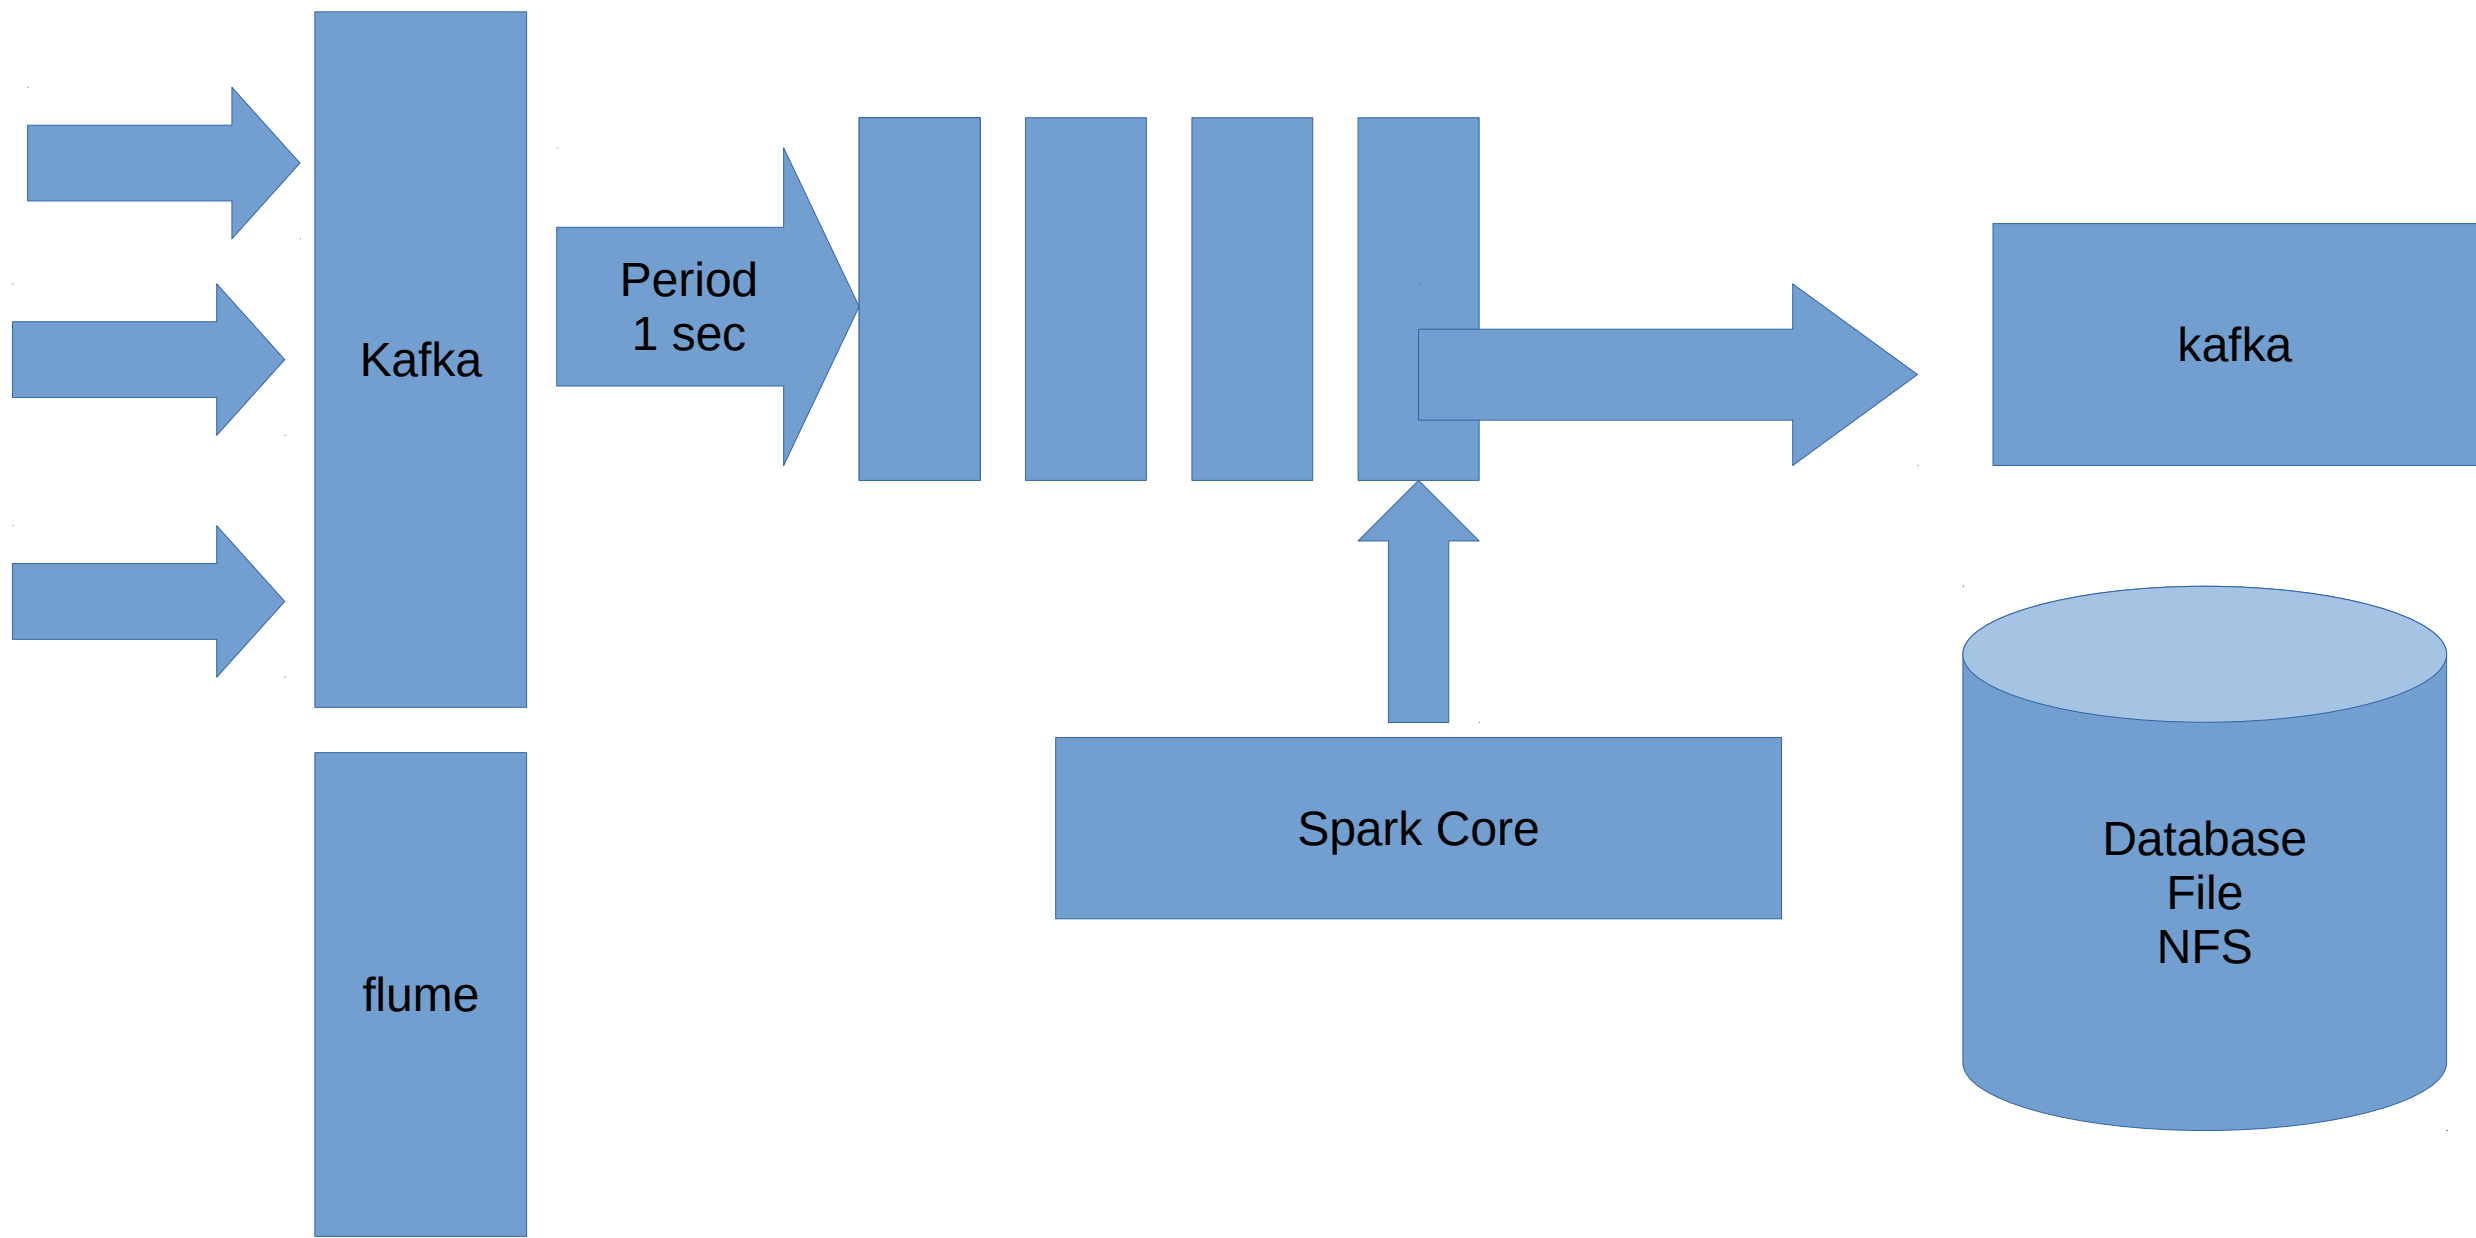 Kafka
Period
1 sec
kafka
Spark Core
Database
File
NFS
flume